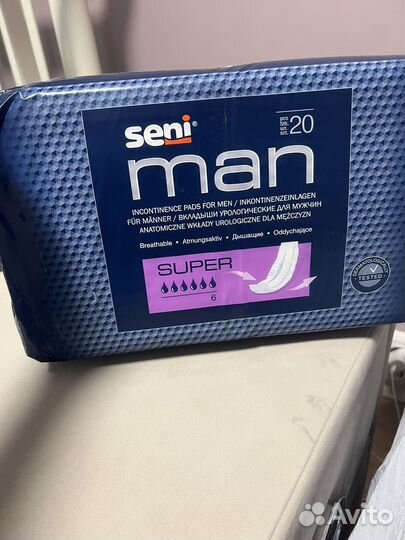 seni
man
pcs
Stk.
шт.
szt.
20
INCONTINENCE PADS FOR MEN / INKONTINENZEINLAGEN
FÜR MÄNNER / ВКЛАДЫШИ УРОЛОГИЧЕСКИЕ ДЛЯ МУЖЧИН
ANATOMICZNE WKŁADY UROLOGICZNE DLA MĘŻCZYZN
Breathable • Atmungsaktiv • Дышащие • Oddychające
SUPER
6
DERMATOLOGICALLY
TESTED
Avito